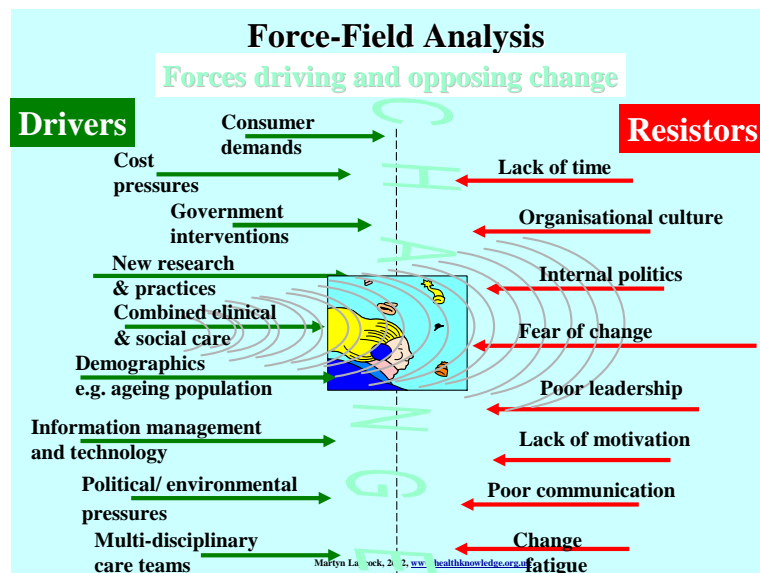 Force-Field Analysis
Forces driving and opposing change
Drivers
Resistors
Consumer
demands
Cost
pressures
Government
interventions
New research
& practices
Combined clinical
& social care
Demographics
e.g. ageing population
Information management
and technology
Political/ environmental
pressures
Multi-disciplinary
care teams
C H A N G E
Lack of time
Organisational culture
Internal politics
Fear of change
Poor leadership
Lack of motivation
Poor communication
Change
fatigue
Martyn